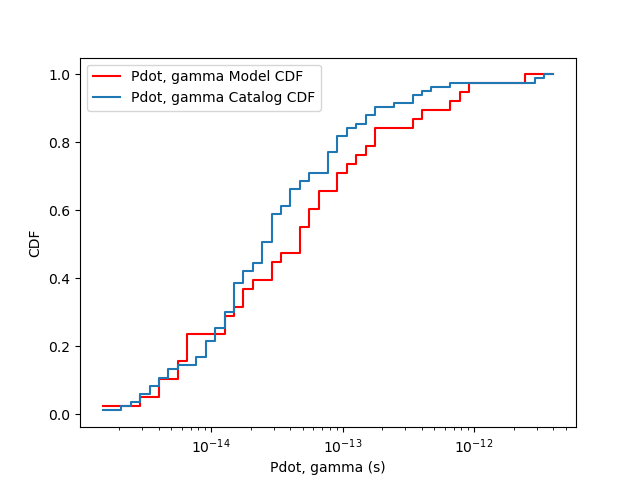 Pdot, gamma Model CDF
Pdot, gamma Catalog CDF
CDF
1.0
0.8
0.6
0.4
0.2
0.0
10⁻¹⁴
10⁻¹³
10⁻¹²
Pdot, gamma (s)